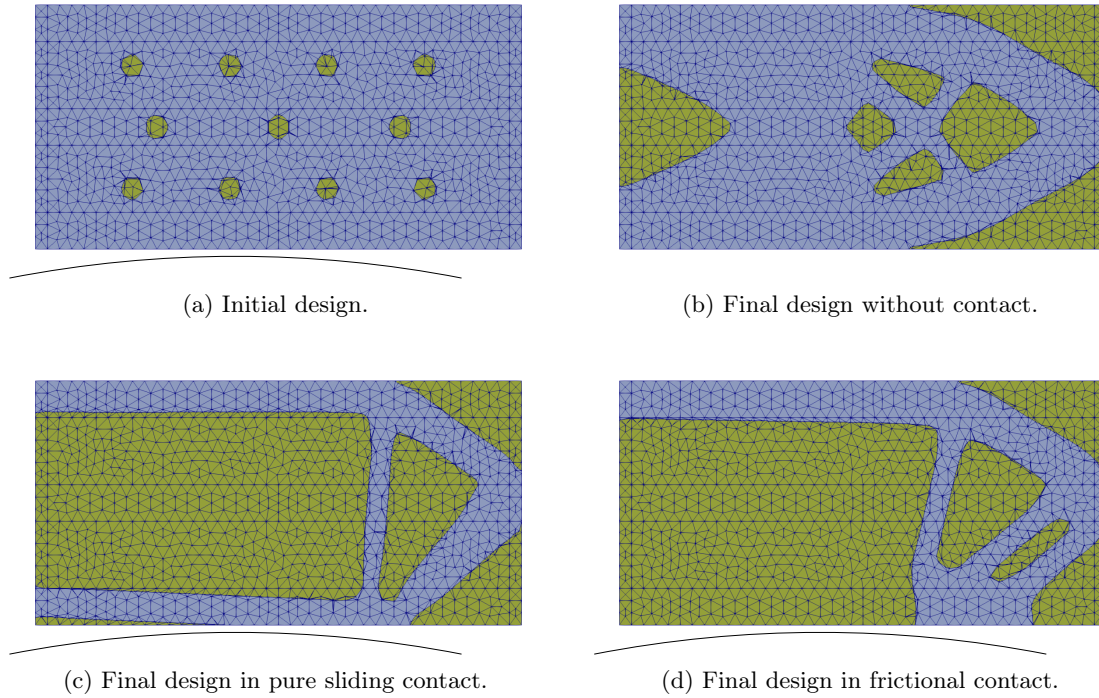 (a) Initial design.
(b) Final design without contact.
(c) Final design in pure sliding contact.
(d) Final design in frictional contact.